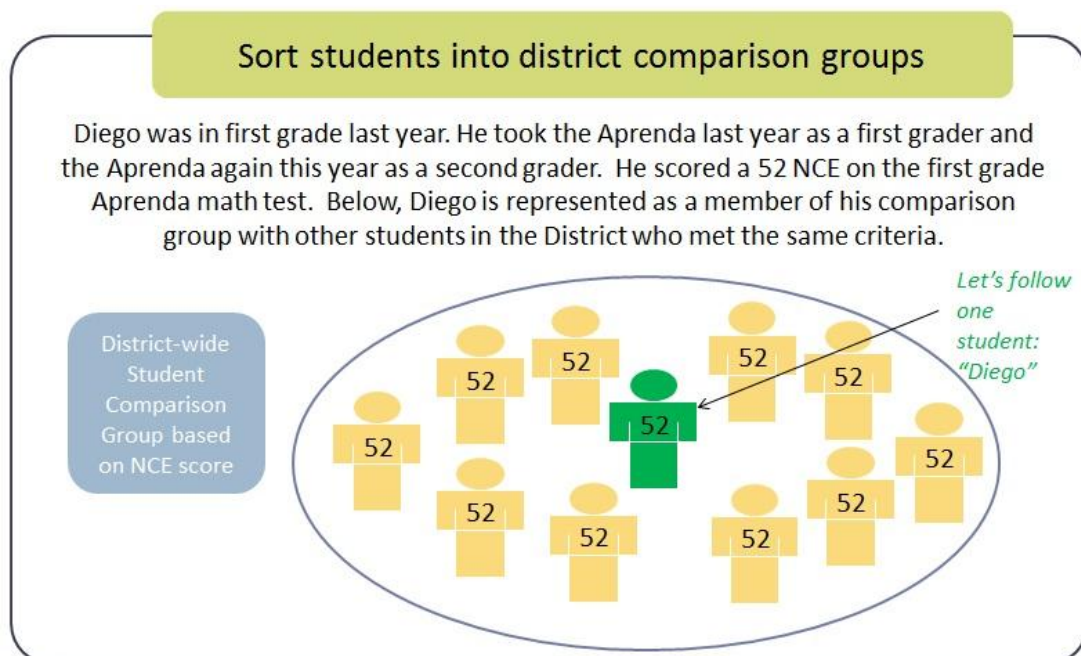 Sort students into district comparison groups
Diego was in first grade last year. He took the Aprenda last year as a first grader and
the Aprenda again this year as a second grader.  He scored a 52 NCE on the first grade
Aprenda math test.  Below, Diego is represented as a member of his comparison
group with other students in the District who met the same criteria.
Let's follow
one
student:
"Diego"
District-wide
Student
Comparison
Group based
on NCE score
52
52
52
52
52
52
52
52
52
52
52